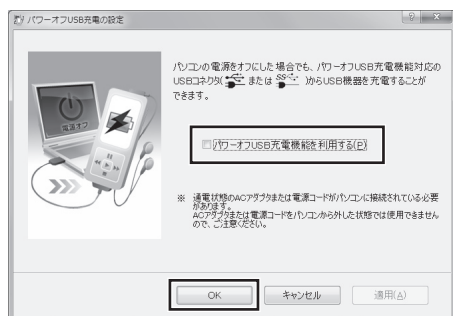 パワーオフUSB充電の設定
パソコンの電源をオフにした場合でも、パワーオフUSB充電機能対応の
USBコネクタ( または SS )からUSB機器を充電することが
できます。
電源オフ
パワーオフUSB充電機能を利用する(P)
※ 通電状態のACアダプタまたは電源コードがパソコンに接続されている必要
があります。
ACアダプタまたは電源コードをパソコンから外した状態では使用できません
ので、ご注意ください。
OK
キャンセル
適用(A)